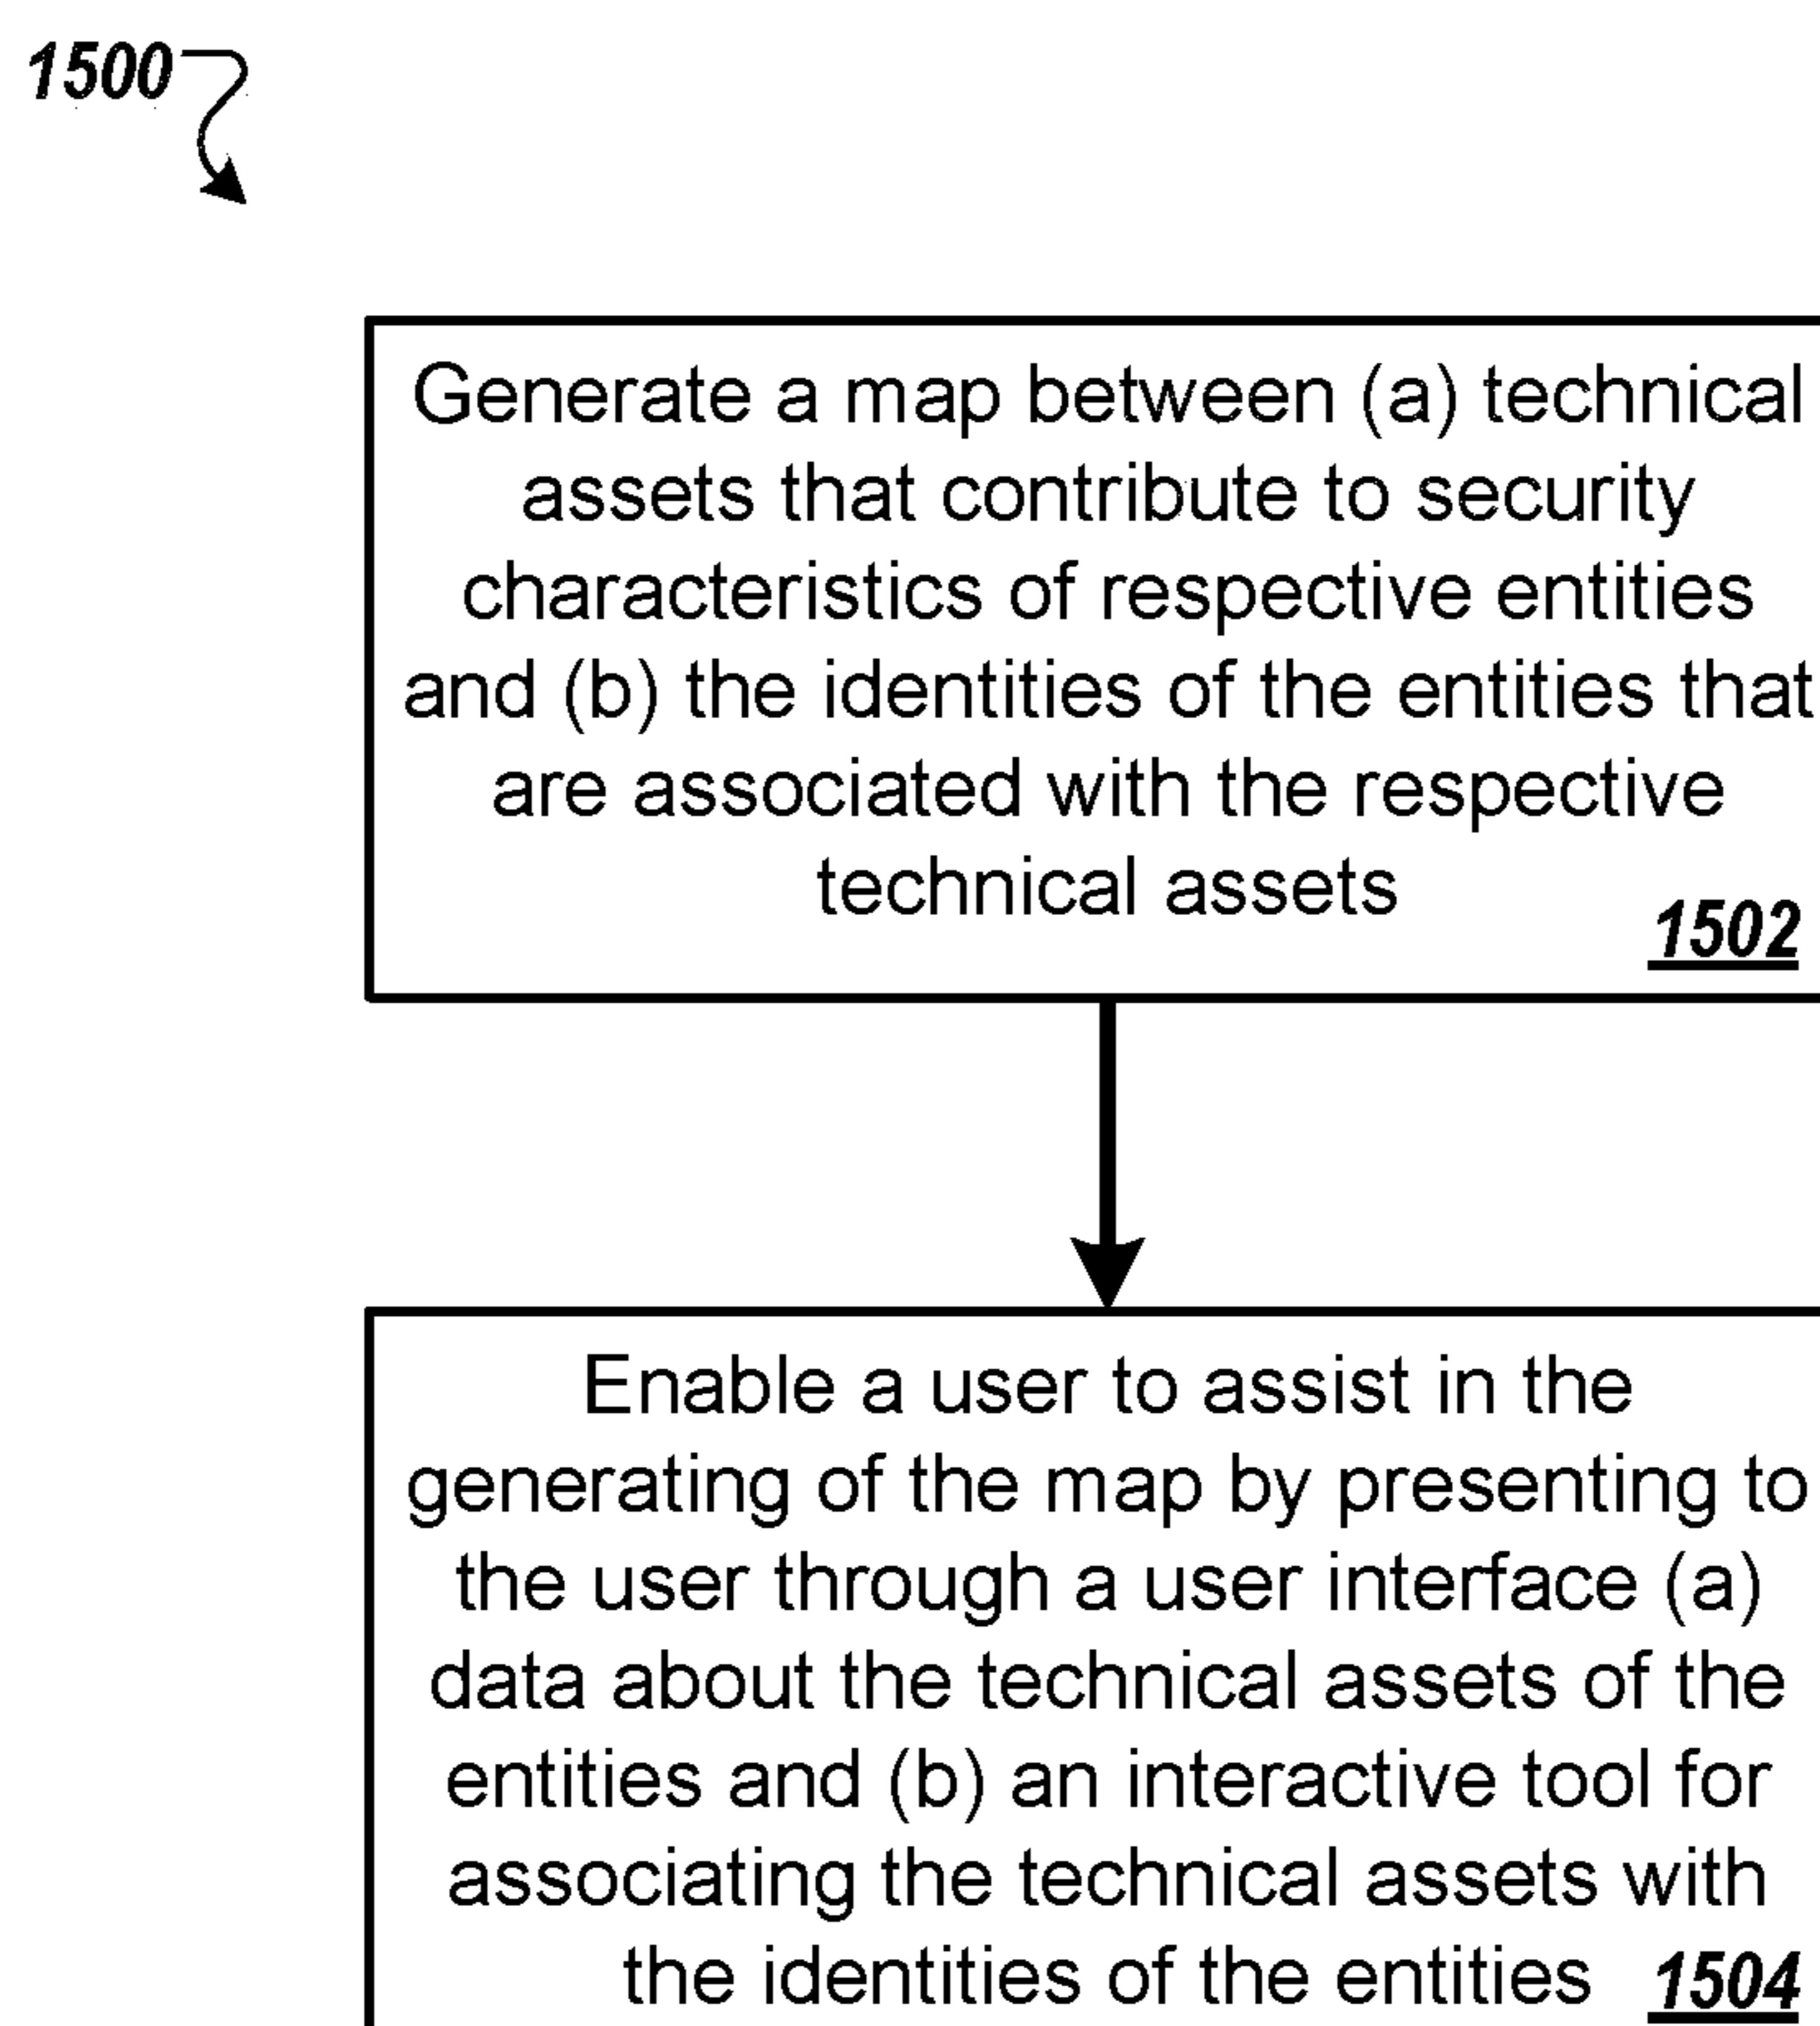 1500
Generate a map between (a) technical
assets that contribute to security
characteristics of respective entities
and (b) the identities of the entities that
are associated with the respective
technical assets
1502
Enable a user to assist in the
generating of the map by presenting to
the user through a user interface (a)
data about the technical assets of the
entities and (b) an interactive tool for
associating the technical assets with
the identities of the entities 1504